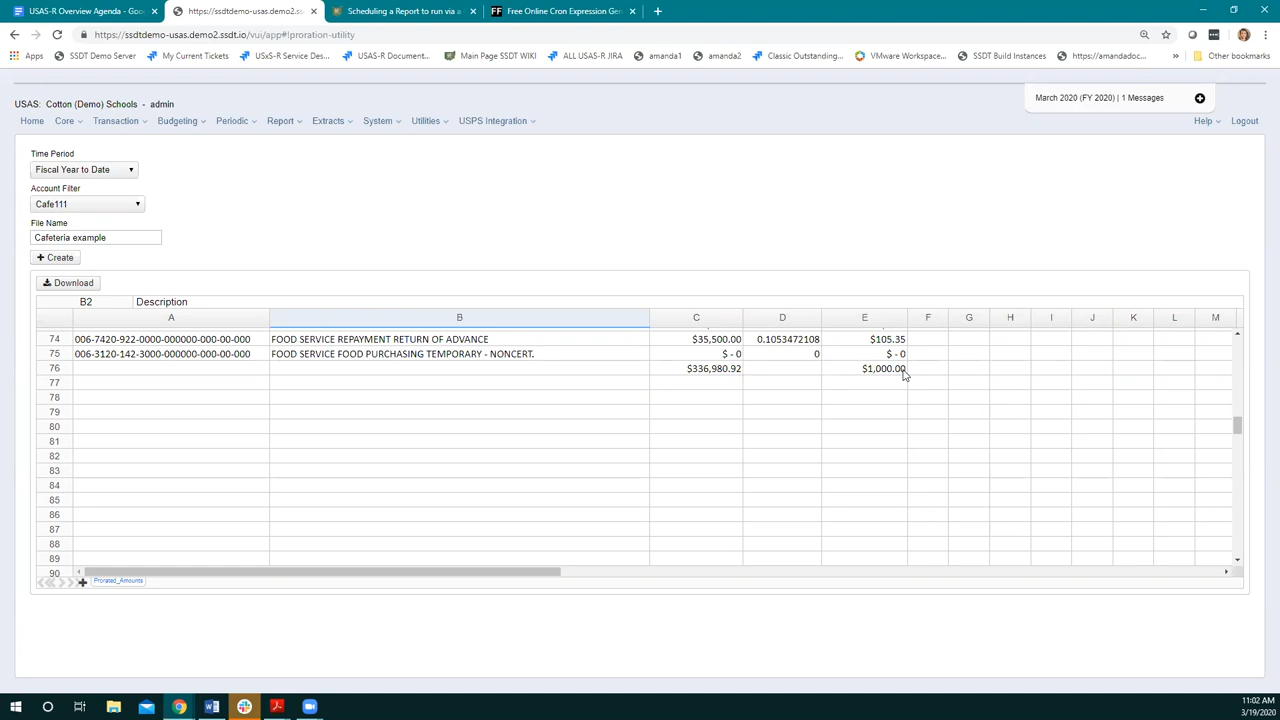 USAS-R Overview Agenda - Goo
https://ssdtdemo-usas.demo2.ssdt
Scheduling a Report to run via a
Free Online Cron Expression Gen
https://ssdtdemo-usas.demo2.ssdt.io/vui/app#!proration-utility
Apps SSDT Demo Server My Current Tickets USxS-R Service Des... USAS-R Document... Main Page SSDT WIKI ALL USAS-R JIRA amanda1 amanda2 Classic Outstanding... VMware Workspace... SSDT Build Instances https://amandadoc... » Other bookmarks
USAS: Cotton (Demo) Schools - admin
March 2020 (FY 2020) | 1 Messages
Home Core Transaction Budgeting Periodic Report Extracts System Utilities USPS Integration Help Logout
Time Period
Fiscal Year to Date
Account Filter
Cafe111
File Name
Cafeteria example
+ Create
Download
B2 Description
A B C D E F G H I J K L M
74 006-7420-922-0000-000000-000-00-000 FOOD SERVICE REPAYMENT RETURN OF ADVANCE $35,500.00 0.1053472108 $105.35
75 006-3120-142-3000-000000-000-00-000 FOOD SERVICE FOOD PURCHASING TEMPORARY - NONCERT. $ - 0 0 $ - 0
76 $336,980.92 $1,000.00
77
78
79
80
81
82
83
84
85
86
87
88
89
90
Prorated_Amounts
11:02 AM
3/19/2020